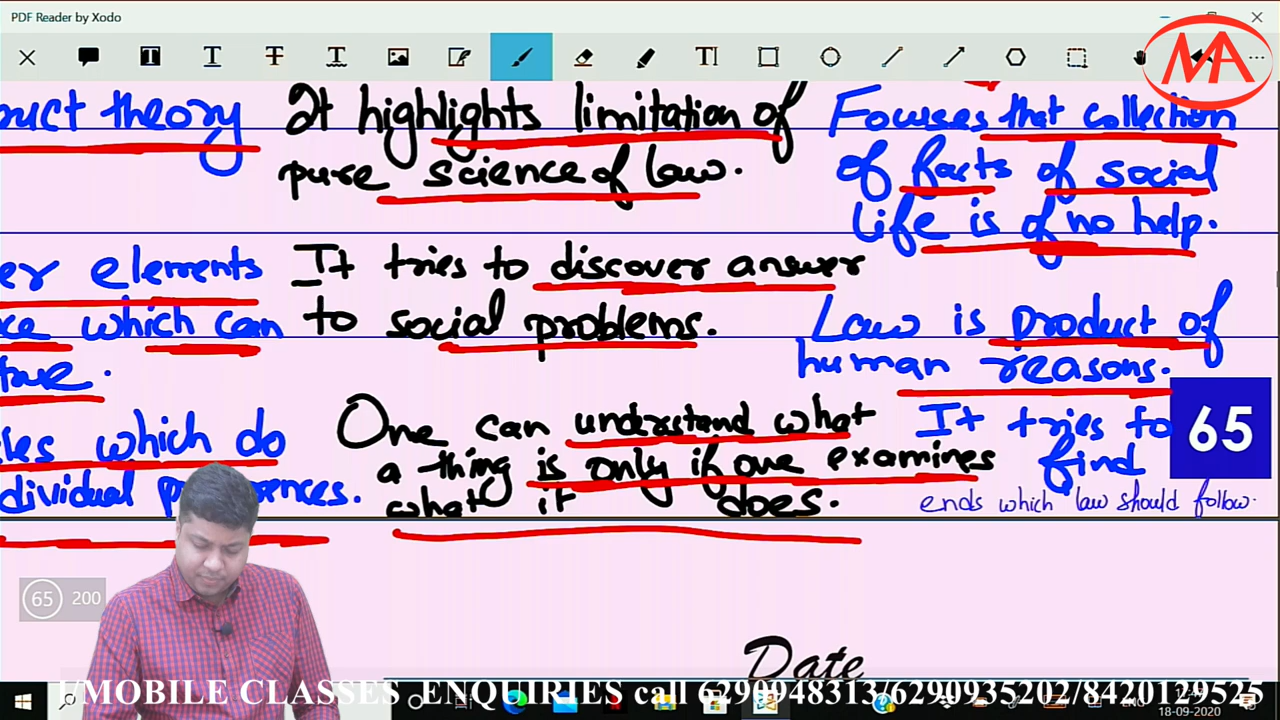 PDF Reader by Xodo
MA
uct theory It highlights limitation of Focuses that collection
pure science of law. of facts of social
life is of no help.
er elements It tries to discover answer
ce which can to social problems. Law is product of
human reasons.
les which do One can understand what It tries to
dividual a thing is only if one examines find
what it does. ends which law should follow.
65
65 200
Date
MOBILE CLASSES ENQUIRIES call 6290948313/6290935202/8420129525
18-09-2020